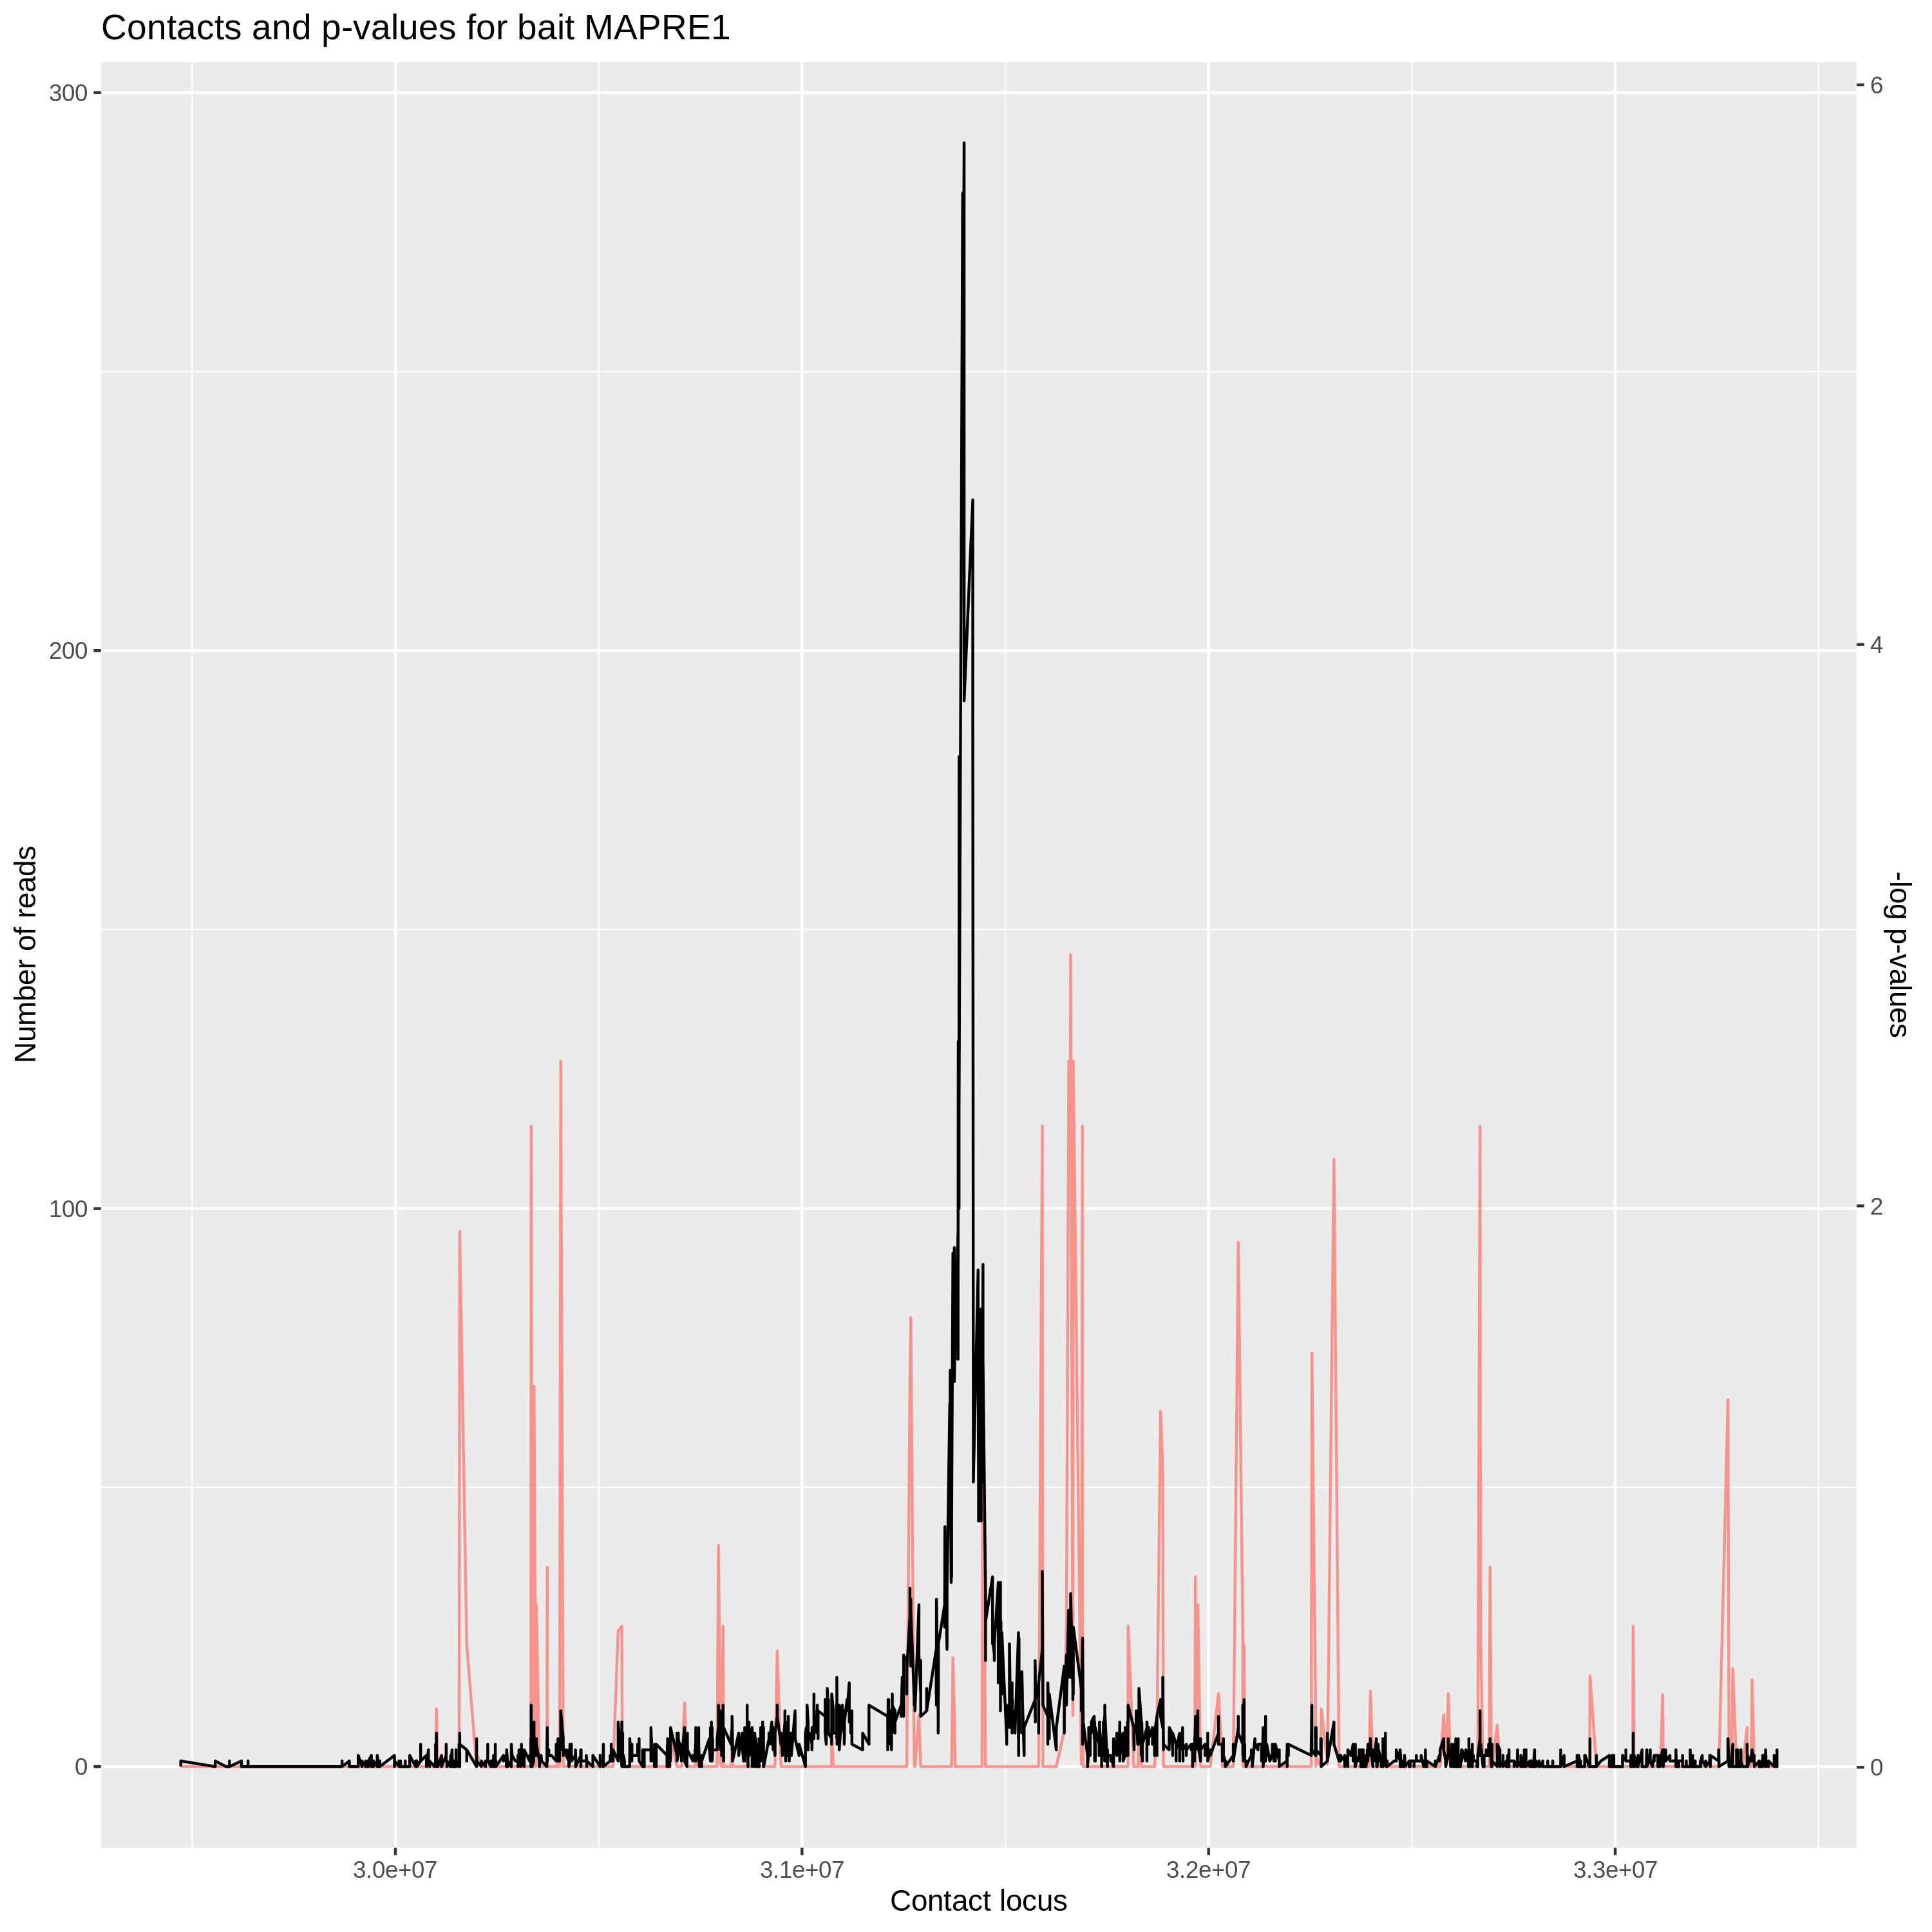 Contacts and p-values for bait MAPRE1
300
200
100
0
6
4
2
0
Number of reads
-log p-values
3.0e+07
3.1e+07
3.2e+07
3.3e+07
Contact locus